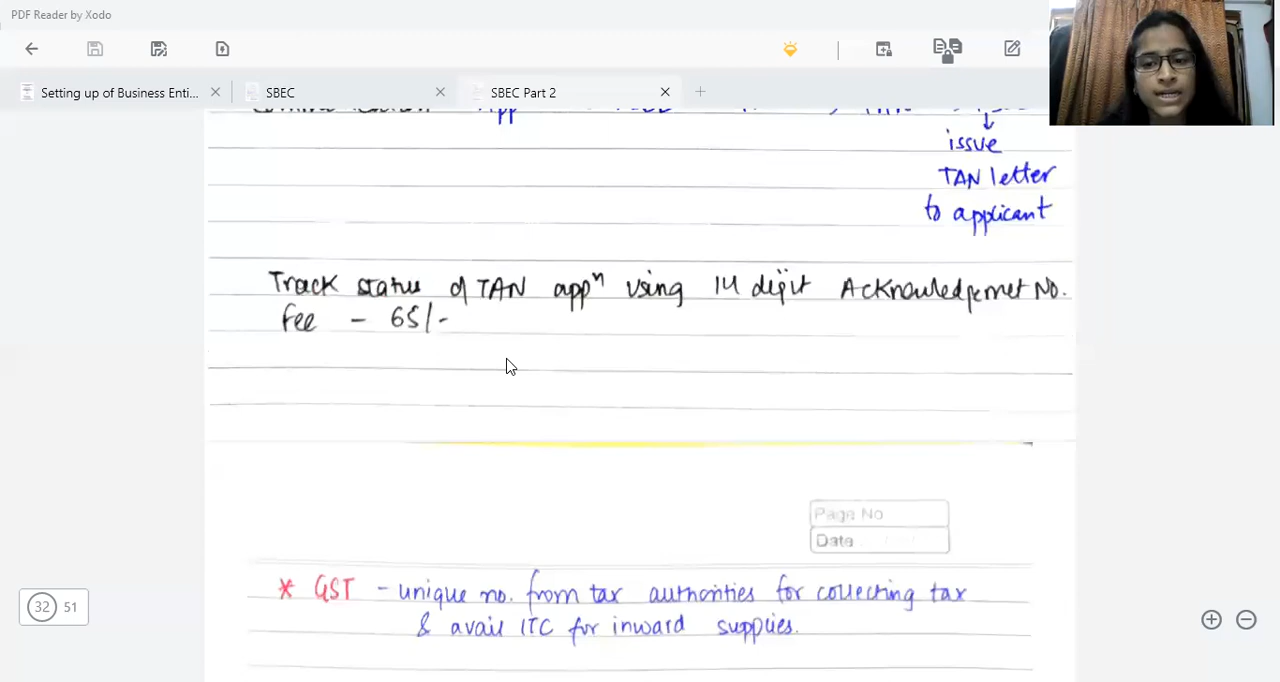 PDF Reader by Xodo
Setting up of Business Enti...
SBEC
SBEC Part 2
App
issue
TAN letter
to applicant
Track status of TAN appⁿ using 14 digit Acknowledgemet No.
Fee - 65/-
Page No
Date
* GST - unique no. from tax authorities for collecting tax
& avail ITC for inward supplies.
32 51